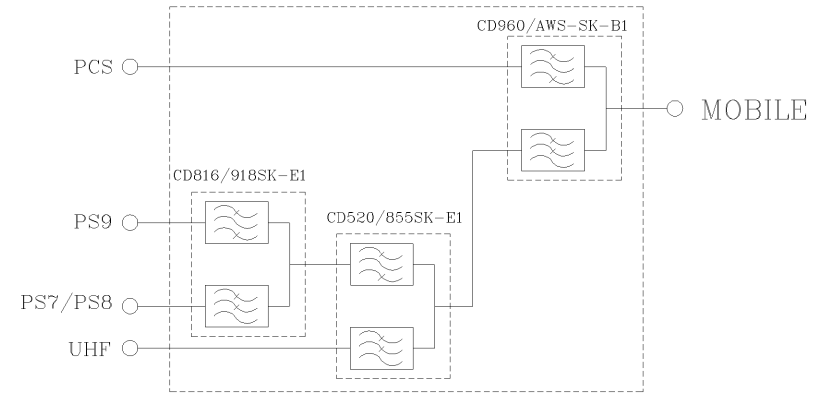 CD960/AWS-SK-B1
PCS
MOBILE
CD816/918SK-E1
PS9
CD520/855SK-E1
PS7/PS8
UHF